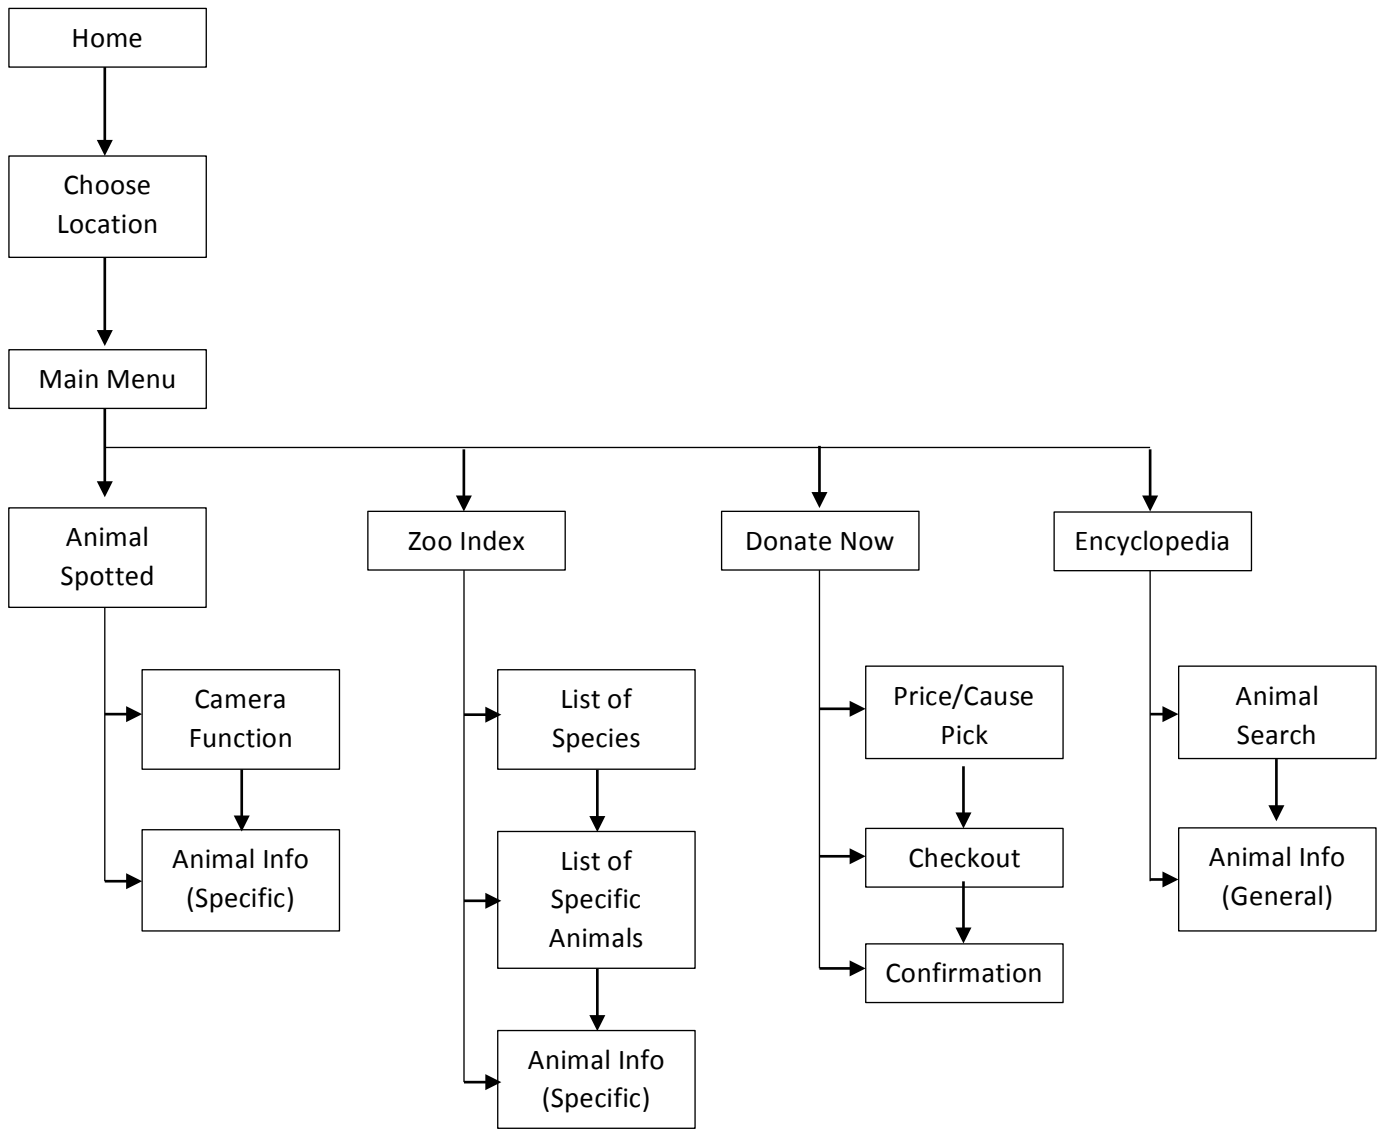 Home
Choose
Location
Main Menu
Animal
Spotted
Zoo Index
Donate Now
Encyclopedia
Camera
Function
Animal Info
(Specific)
List of
Species
List of
Specific
Animals
Animal Info
(Specific)
Price/Cause
Pick
Checkout
Confirmation
Animal
Search
Animal Info
(General)